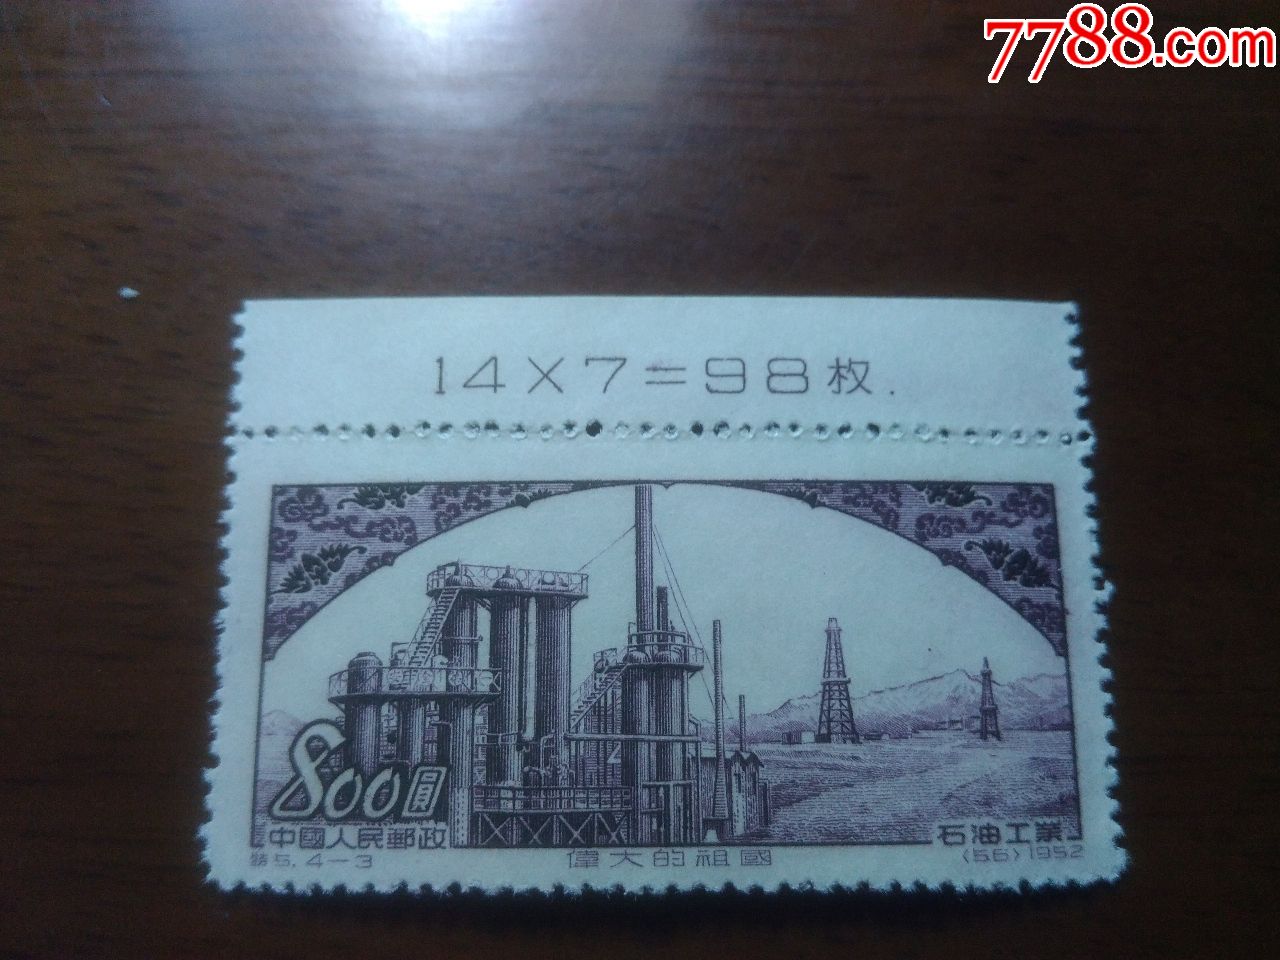 7788.com
14×7=98枚.
800圓
中國人民郵政
石油工業
特5. 4-3
偉大的祖國
(56) 1952